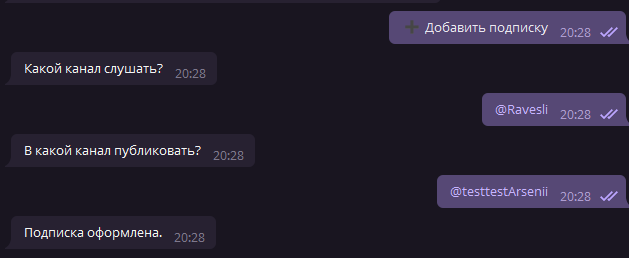 ➕ Добавить подписку 20:28
Какой канал слушать? 20:28
@Ravesli 20:28
В какой канал публиковать? 20:28
@testtestArsenii 20:28
Подписка оформлена. 20:28